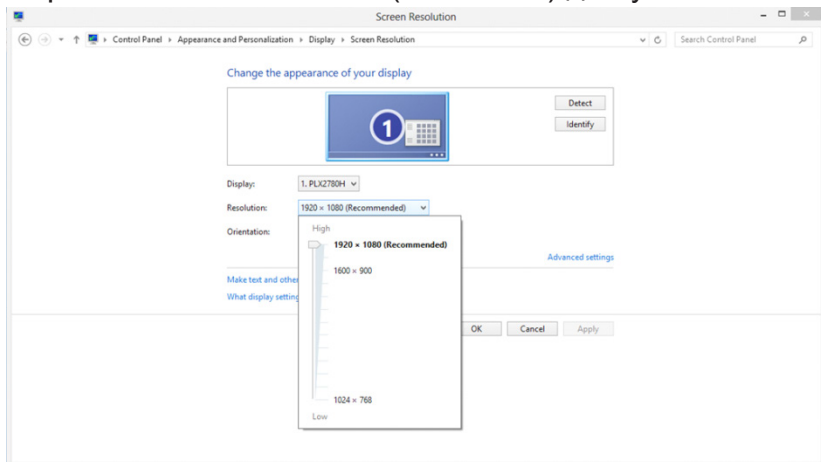 Screen Resolution
Control Panel Appearance and Personalization Display Screen Resolution
Search Control Panel
Change the appearance of your display
1
Detect
Identify
Display: 1. PLX2780H
Resolution: 1920 × 1080 (Recommended)
Orientation:
High
1920 × 1080 (Recommended)
1600 × 900
1024 × 768
Low
Advanced settings
Make text and other
What display setting
OK Cancel Apply